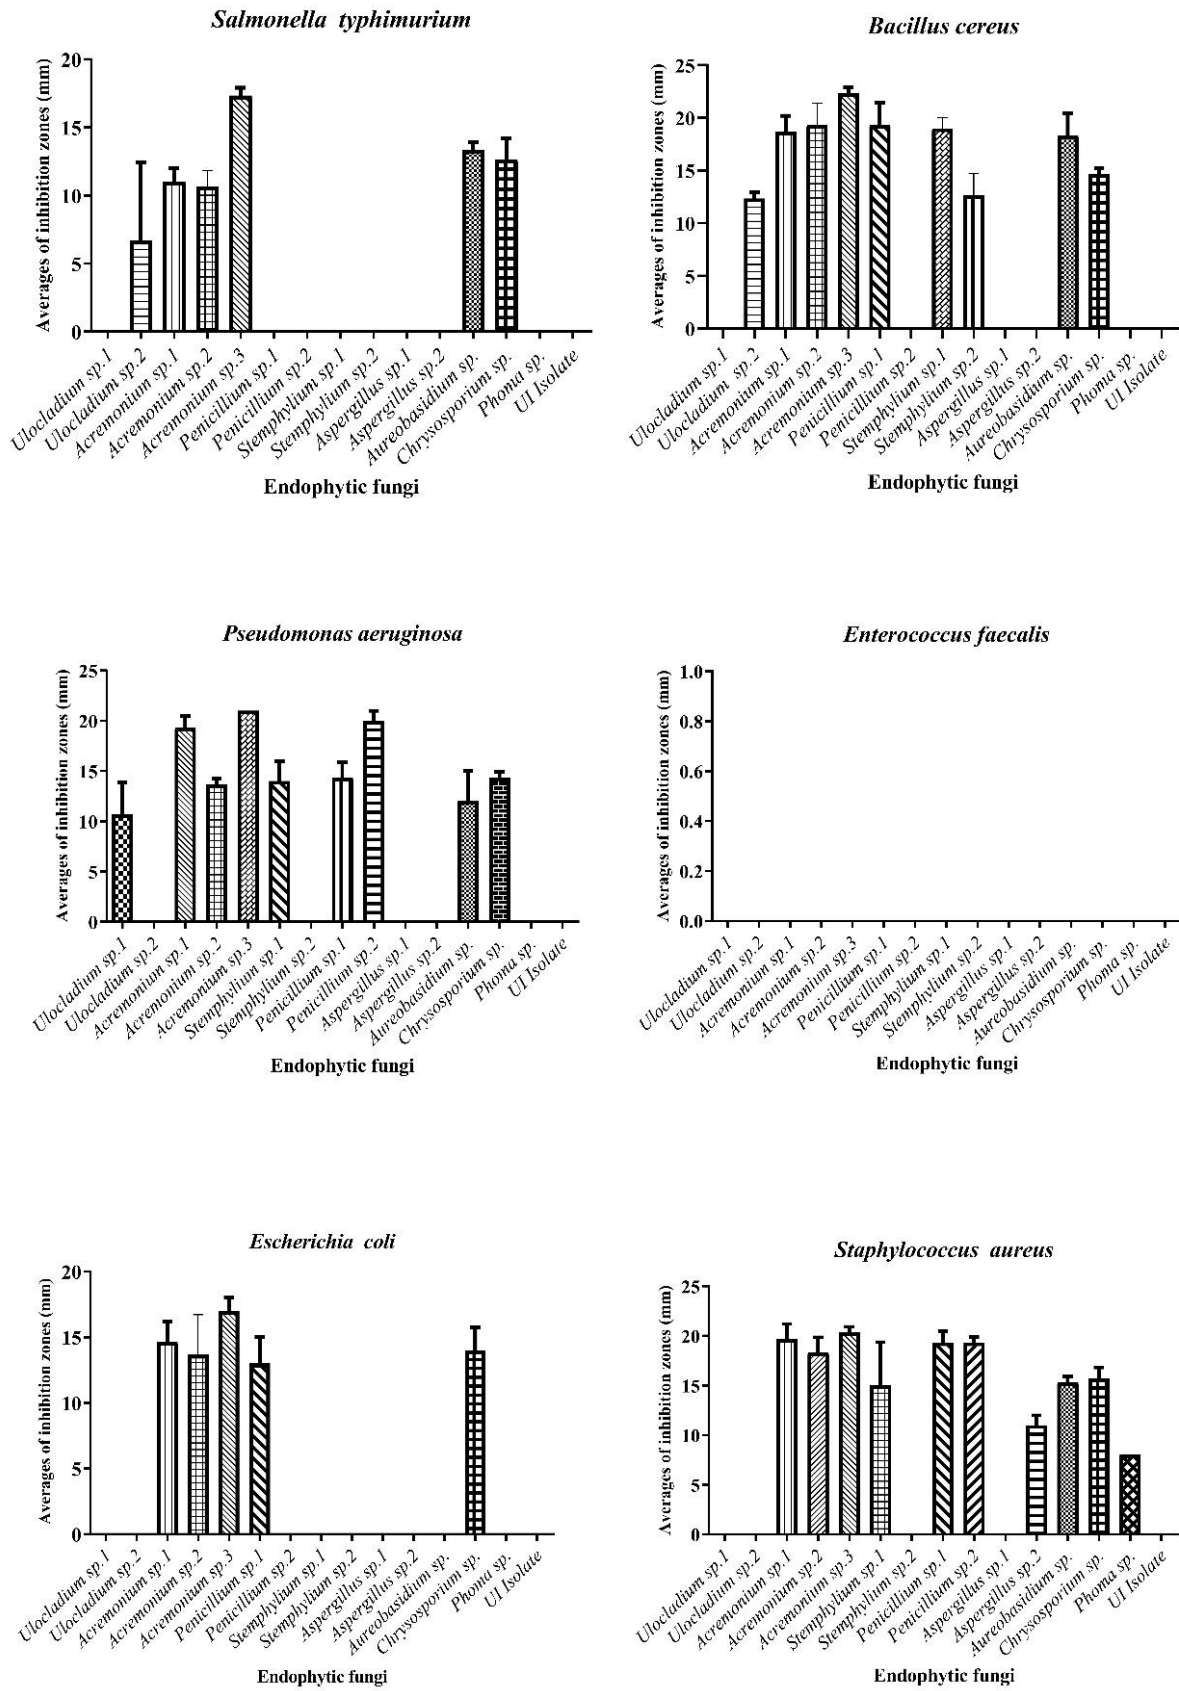 Salmonella typhimurium
Averages of inhibition zones (mm)
20
15
10
5
0
Ulocladium sp.1
Ulocladium sp.2
Acremonium sp.1
Acremonium sp.2
Acremonium sp.3
Penicillium sp.1
Penicillium sp.2
Stemphylium sp.1
Stemphylium sp.2
Aspergillus sp.1
Aspergillus sp.2
Aureobasidium sp.
Chrysosporium sp.
Phoma sp.
UI Isolate
Endophytic fungi
Bacillus cereus
Averages of inhibition zones (mm)
25
20
15
10
5
0
Ulocladium sp.1
Ulocladium sp.2
Acremonium sp.1
Acremonium sp.2
Acremonium sp.3
Penicillium sp.1
Penicillium sp.2
Stemphylium sp.1
Stemphylium sp.2
Aspergillus sp.1
Aspergillus sp.2
Aureobasidium sp.
Chrysosporium sp.
Phoma sp.
UI Isolate
Endophytic fungi
Pseudomonas aeruginosa
Averages of inhibition zones (mm)
25
20
15
10
5
0
Ulocladium sp.1
Ulocladium sp.2
Acremonium sp.1
Acremonium sp.2
Acremonium sp.3
Stemphylium sp.1
Stemphylium sp.2
Penicillium sp.1
Penicillium sp.2
Aspergillus sp.1
Aspergillus sp.2
Aureobasidium sp.
Chrysosporium sp.
Phoma sp.
UI Isolate
Endophytic fungi
Enterococcus faecalis
Averages of inhibition zones (mm)
1.0
0.8
0.6
0.4
0.2
0.0
Ulocladium sp.1
Ulocladium sp.2
Acremonium sp.1
Acremonium sp.2
Acremonium sp.3
Penicillium sp.1
Penicillium sp.2
Stemphylium sp.1
Stemphylium sp.2
Aspergillus sp.1
Aspergillus sp.2
Aureobasidium sp.
Chrysosporium sp.
Phoma sp.
UI Isolate
Endophytic fungi
Escherichia coli
Averages of inhibition zones (mm)
20
15
10
5
0
Ulocladium sp.1
Ulocladium sp.2
Acremonium sp.1
Acremonium sp.2
Acremonium sp.3
Penicillium sp.1
Penicillium sp.2
Stemphylium sp.1
Stemphylium sp.2
Aspergillus sp.1
Aspergillus sp.2
Aureobasidium sp.
Chrysosporium sp.
Phoma sp.
UI Isolate
Endophytic fungi
Staphylococcus aureus
Averages of inhibition zones (mm)
25
20
15
10
5
0
Ulocladium sp.1
Ulocladium sp.2
Acremonium sp.1
Acremonium sp.2
Acremonium sp.3
Stemphylium sp.1
Stemphylium sp.2
Penicillium sp.1
Penicillium sp.2
Aspergillus sp.1
Aspergillus sp.2
Aureobasidium sp.
Chrysosporium sp.
Phoma sp.
UI Isolate
Endophytic fungi